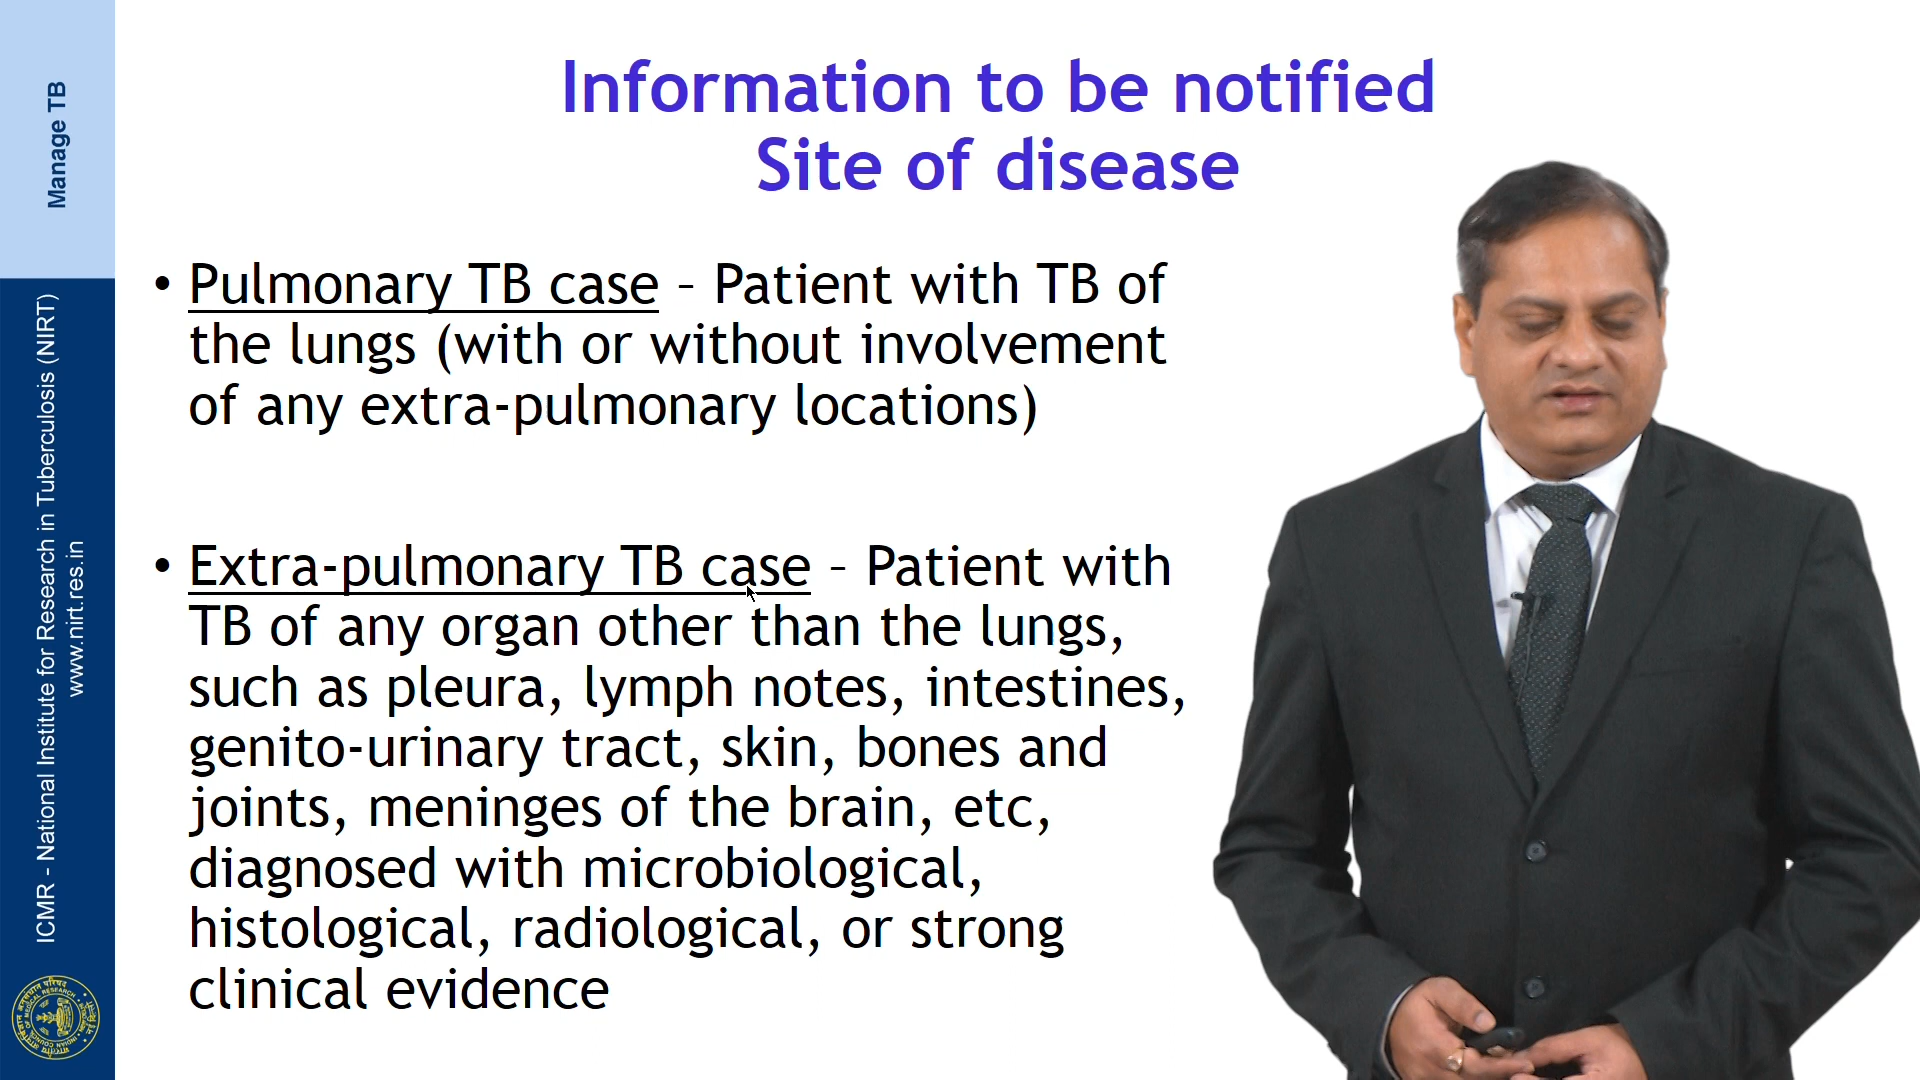 Manage TB
ICMR - National Institute for Research in Tuberculosis (NIRT)
www.nirt.res.in
Information to be notified
Site of disease
• Pulmonary TB case – Patient with TB of
the lungs (with or without involvement
of any extra-pulmonary locations)
• Extra-pulmonary TB case – Patient with
TB of any organ other than the lungs,
such as pleura, lymph notes, intestines,
genito-urinary tract, skin, bones and
joints, meninges of the brain, etc,
diagnosed with microbiological,
histological, radiological, or strong
clinical evidence